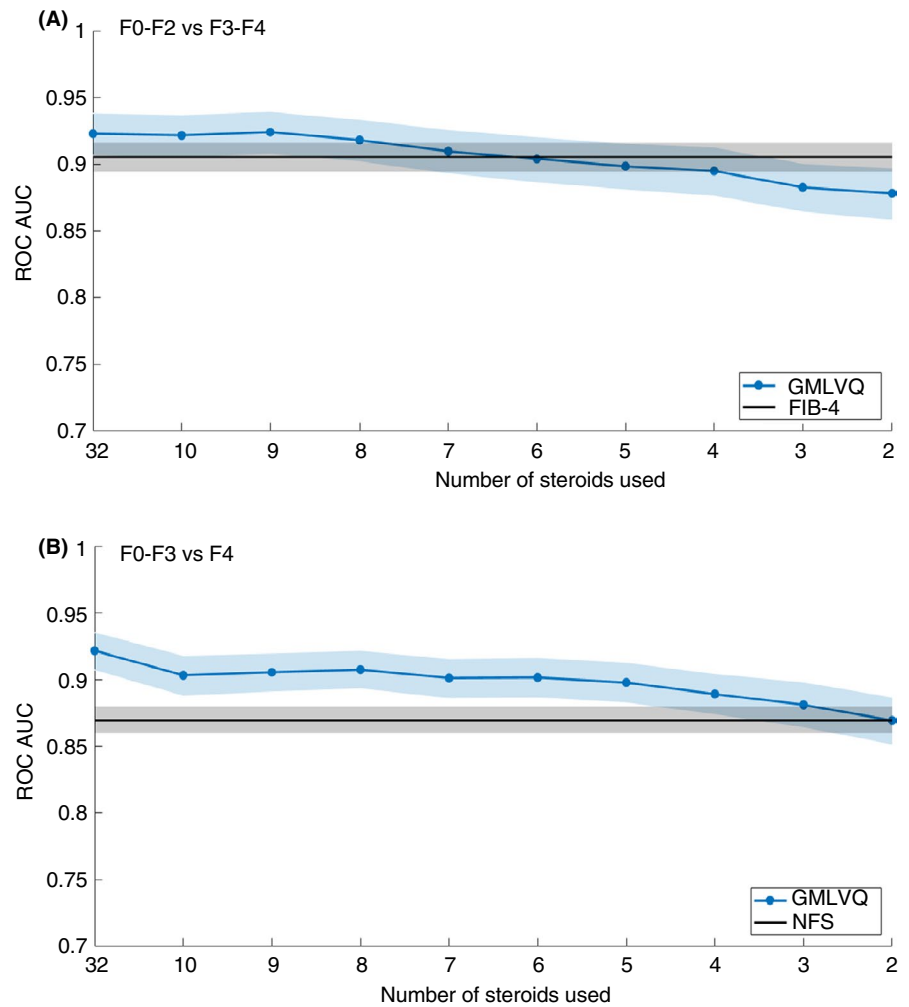 (A) F0-F2 vs F3-F4
1
0.95
0.9
0.85
0.8
0.75
0.7
ROC AUC
32 10 9 8 7 6 5 4 3 2
Number of steroids used
GMLVQ
FIB-4
(B) F0-F3 vs F4
1
0.95
0.9
0.85
0.8
0.75
0.7
ROC AUC
32 10 9 8 7 6 5 4 3 2
Number of steroids used
GMLVQ
NFS